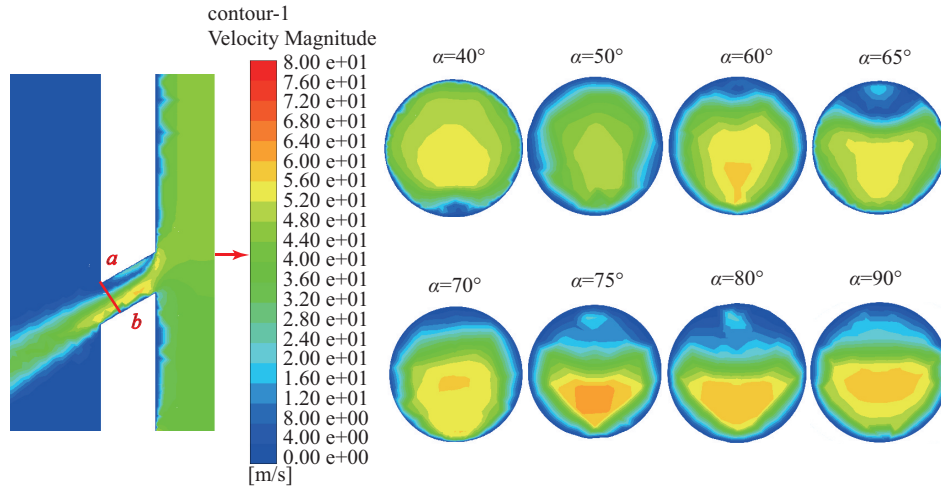 contour-1
Velocity Magnitude
8.00 e+01
7.60 e+01
7.20 e+01
6.80 e+01
6.40 e+01
6.00 e+01
5.60 e+01
5.20 e+01
4.80 e+01
4.40 e+01
4.00 e+01
3.60 e+01
3.20 e+01
2.80 e+01
2.40 e+01
2.00 e+01
1.60 e+01
1.20 e+01
8.00 e+00
4.00 e+00
0.00 e+00
[m/s]
a
b
α=40°
α=50°
α=60°
α=65°
α=70°
α=75°
α=80°
α=90°